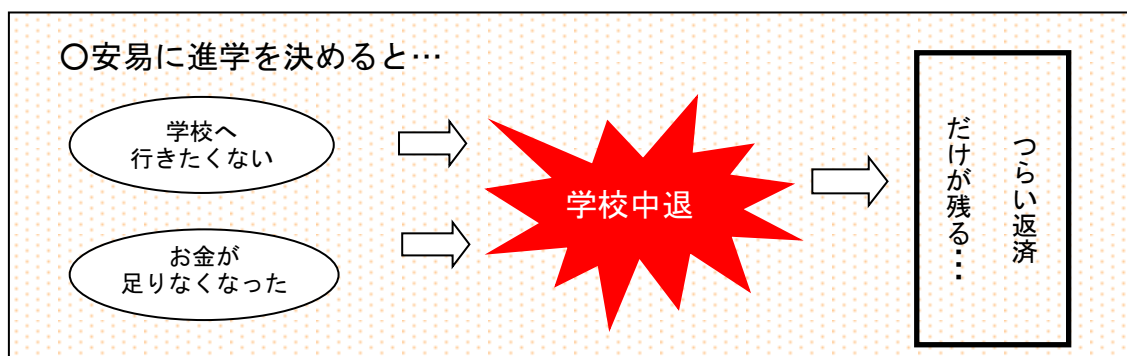 〇安易に進学を決めると…
学校へ
行きたくない
お金が
足りなくなった
学校中退
つらい返済
だけが残る…